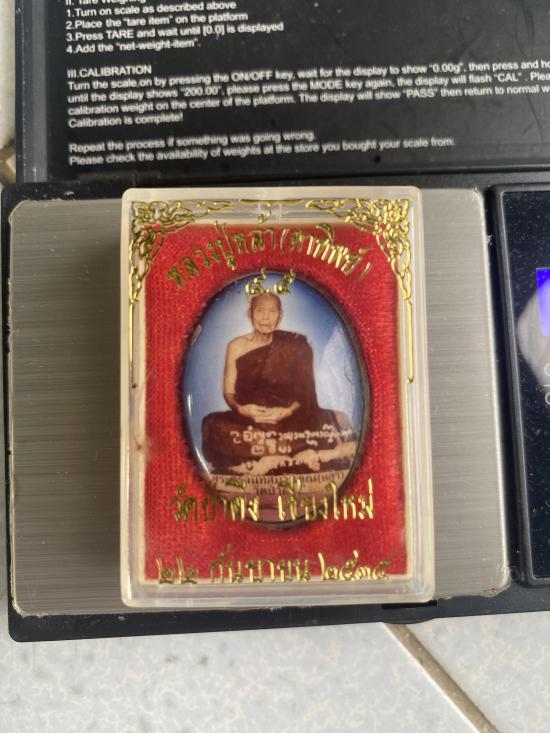 II. Tare Weighing
1.Turn on scale as described above
2.Place the "tare item" on the platform
3.Press TARE and wait until [0.0] is displayed
4.Add the "net-weight-item".
III.CALIBRATION
Turn the scale,on by pressing the ON/OFF key, wait for the display to show "0.00g", then press and ho
until the display shows "200.00", please press the MODE key again, the display will flash "CAL" . Plea
calibration weight on the center of the platform. The display will show "PASS" then return to normal w
Calibration is complete!
Repeat the process if something was going wrong.
Please check the availability of weights at the store you bought your scale from.
หลวงปู่หล้า(ตาทิพย์)
๙๕
วัดป่าตึง เชียงใหม่
๒๒ กันยายน ๒๕๓๕